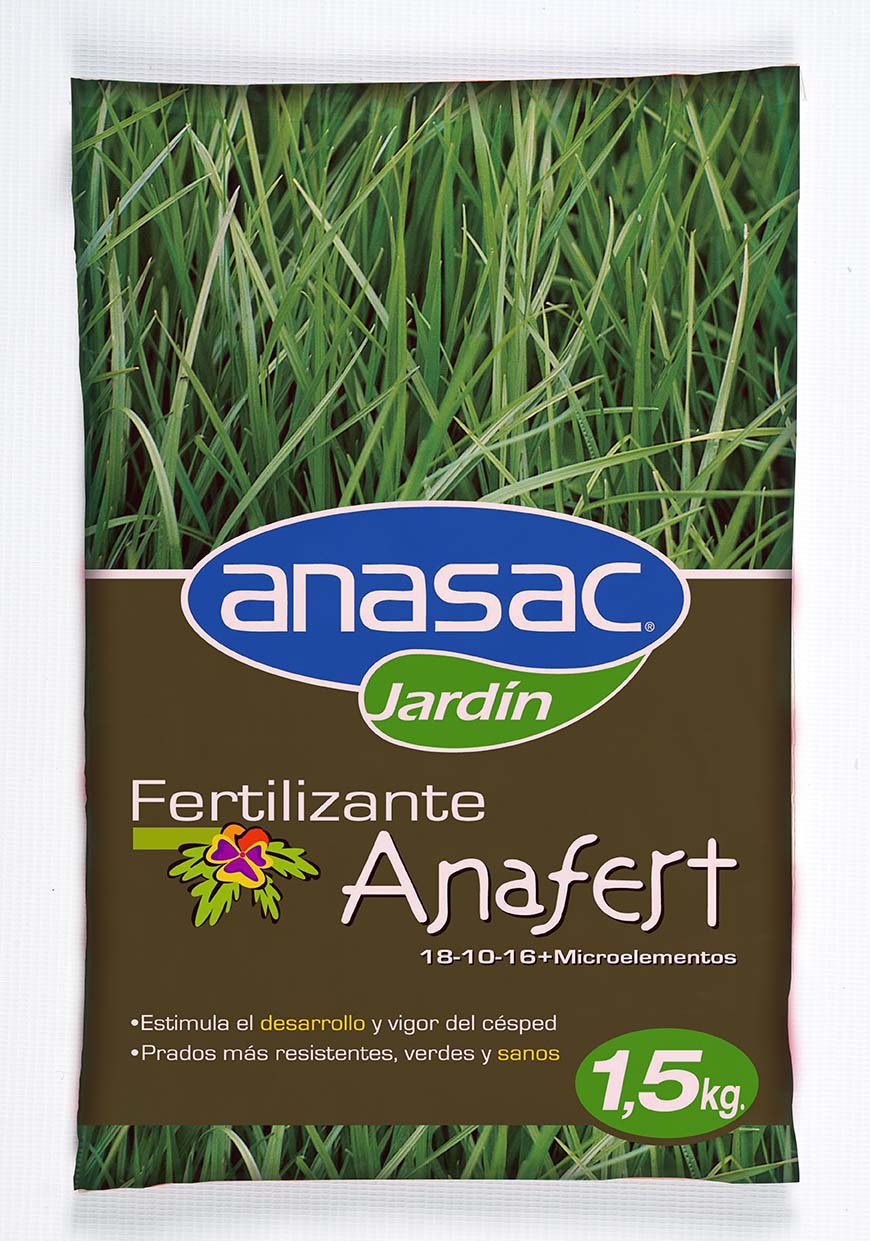 anasac®
Jardín
Fertilizante
Anafert
18-10-16+Microelementos
•Estimula el desarrollo y vigor del césped
•Prados más resistentes, verdes y sanos
1,5kg.